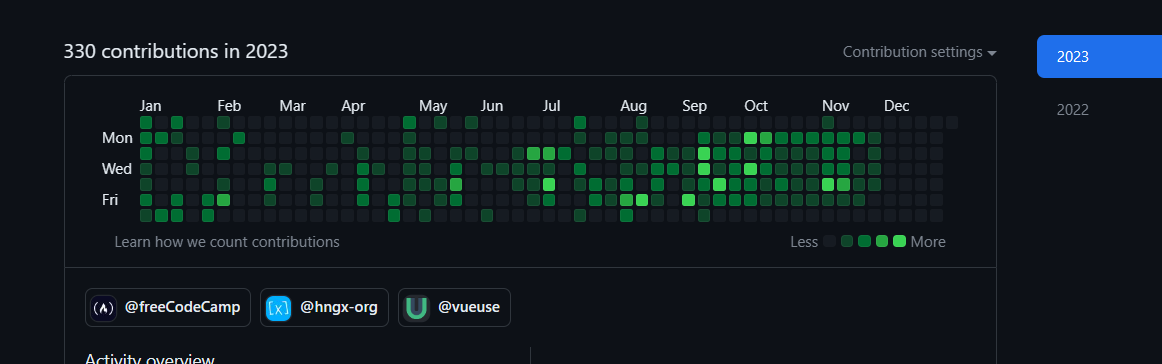 330 contributions in 2023
Contribution settings
2023
2022
Jan Feb Mar Apr May Jun Jul Aug Sep Oct Nov Dec
Mon
Wed
Fri
Learn how we count contributions
Less More
@freeCodeCamp @hngx-org @vueuse
Activity overview